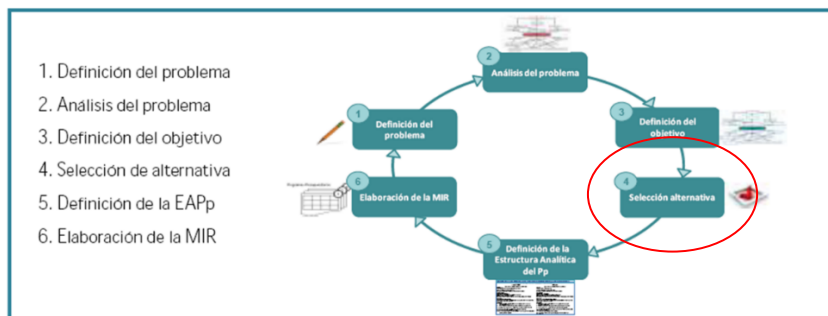 1. Definición del problema
2. Análisis del problema
3. Definición del objetivo
4. Selección de alternativa
5. Definición de la EAPp
6. Elaboración de la MIR
2
Análisis del problema
1
Definición del
problema
3
Definición del
objetivo
6
Elaboración de la MIR
4
Selección alternativa
5
Definición de la
Estructura Analítica
del Pp